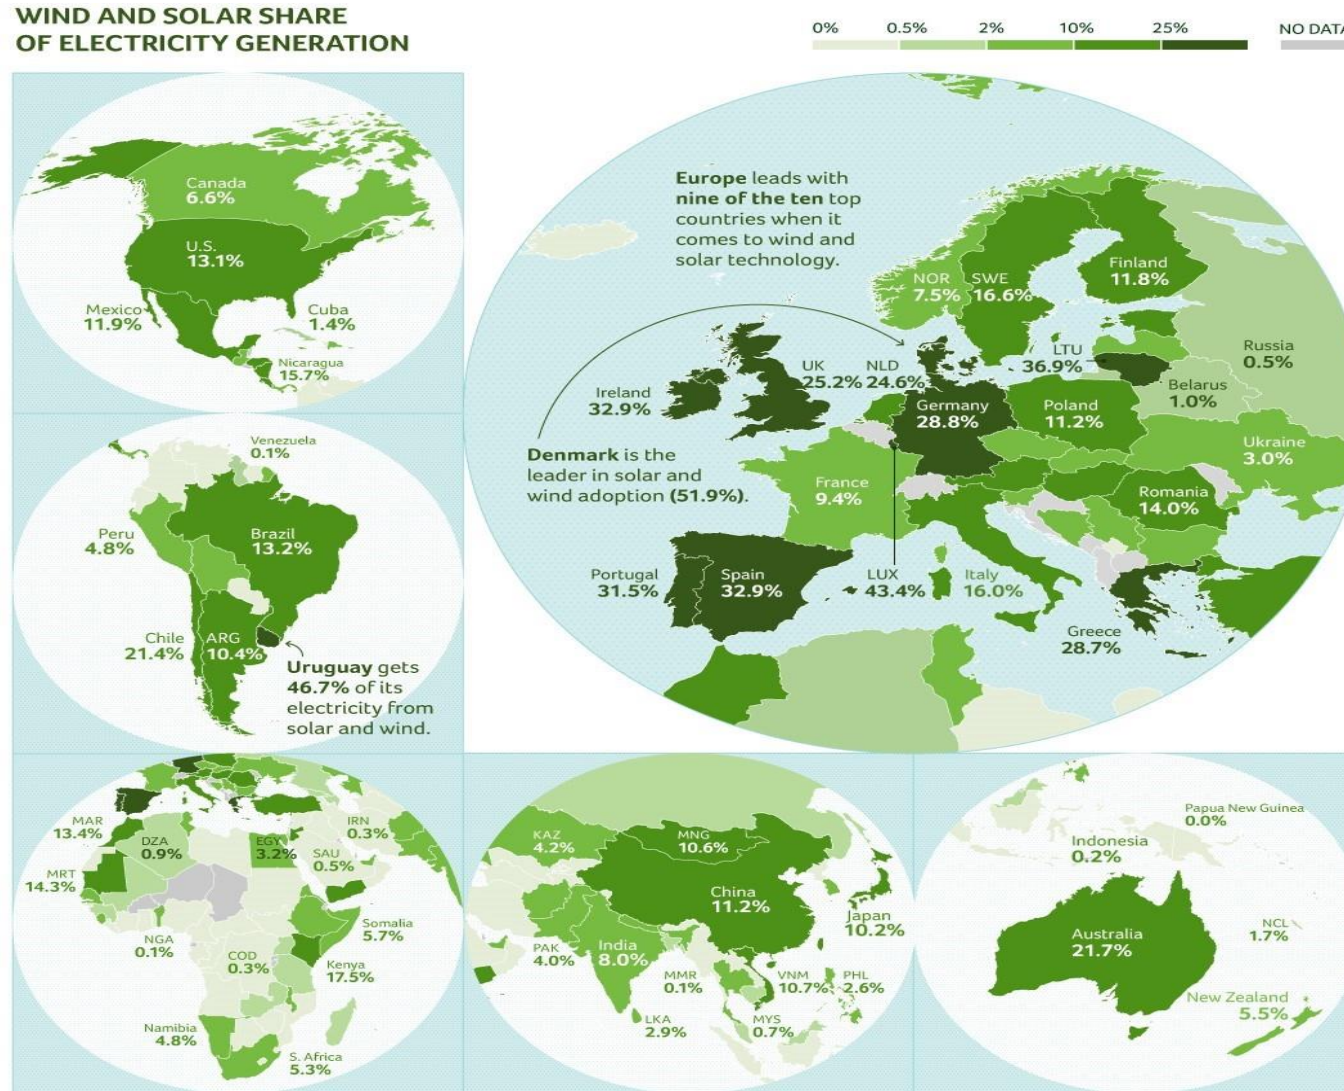 WIND AND SOLAR SHARE
OF ELECTRICITY GENERATION
0%
0.5%
2%
10%
25%
NO DATA
Canada
6.6%
U.S.
13.1%
Mexico
11.9%
Cuba
1.4%
Nicaragua
15.7%
Europe leads with
nine of the ten top
countries when it
comes to wind and
solar technology.
NOR
7.5%
SWE
16.6%
Finland
11.8%
Russia
0.5%
LTU
36.9%
Belarus
1.0%
UK
25.2%
NLD
24.6%
Ireland
32.9%
Germany
28.8%
Poland
11.2%
Ukraine
3.0%
Denmark is the
leader in solar and
wind adoption (51.9%).
France
9.4%
Romania
14.0%
Portugal
31.5%
Spain
32.9%
LUX
43.4%
Italy
16.0%
Greece
28.7%
Venezuela
0.1%
Peru
4.8%
Brazil
13.2%
Chile
21.4%
ARG
10.4%
Uruguay gets
46.7% of its
electricity from
solar and wind.
MAR
13.4%
DZA
0.9%
EGY
3.2%
IRN
0.3%
SAU
0.5%
MRT
14.3%
NGA
0.1%
COD
0.3%
Somalia
5.7%
Kenya
17.5%
Namibia
4.8%
S. Africa
5.3%
KAZ
4.2%
MNG
10.6%
China
11.2%
Japan
10.2%
PAK
4.0%
India
8.0%
MMR
0.1%
VNM
10.7%
PHL
2.6%
LKA
2.9%
MYS
0.7%
Papua New Guinea
0.0%
Indonesia
0.2%
Australia
21.7%
NCL
1.7%
New Zealand
5.5%